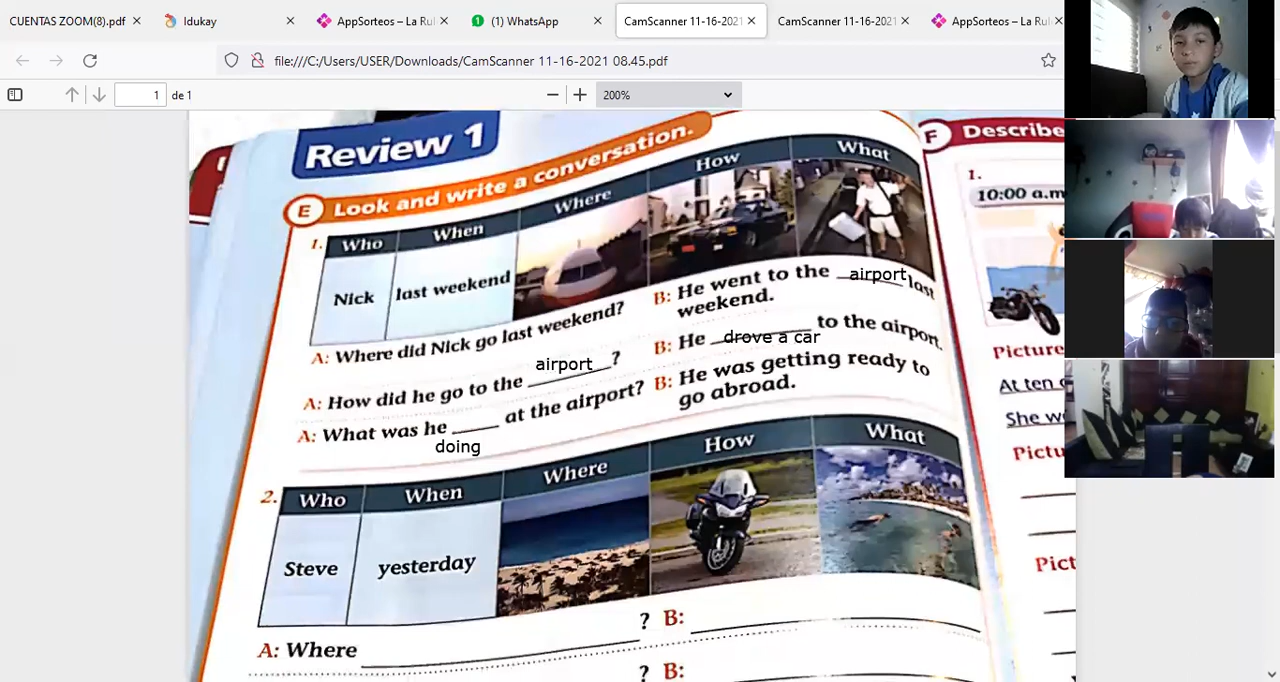 CUENTAS ZOOM(8).pdf
Idukay
AppSorteos – La Rul
(1) WhatsApp
CamScanner 11-16-2021
CamScanner 11-16-2021
AppSorteos – La Rul
file:///C:/Users/USER/Downloads/CamScanner 11-16-2021 08.45.pdf
1 de 1
200%
Review 1
E Look and write a conversation.
1. Who When Where How What
Nick last weekend
A: Where did Nick go last weekend?
B: He went to the airport last
weekend.
A: How did he go to the airport ?
B: He drove a car to the airport.
A: What was he doing at the airport?
B: He was getting ready to
go abroad.
2. Who When Where How What
Steve yesterday
A: Where ? B:
? B:
F Describe
1.
10:00 a.m
Picture
At ten
She
Pictu
Pict